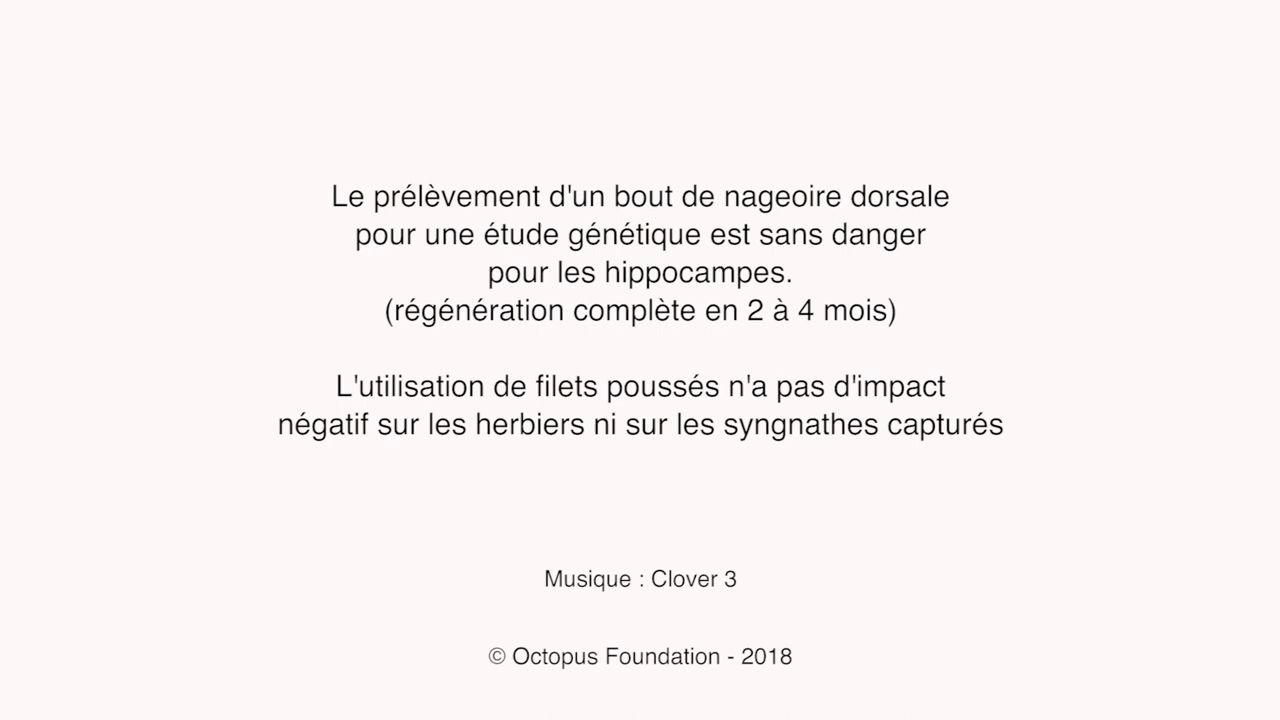 Le prélèvement d'un bout de nageoire dorsale
pour une étude génétique est sans danger
pour les hippocampes.
(régénération complète en 2 à 4 mois)
L'utilisation de filets poussés n'a pas d'impact
négatif sur les herbiers ni sur les syngnathes capturés
Musique : Clover 3
© Octopus Foundation - 2018